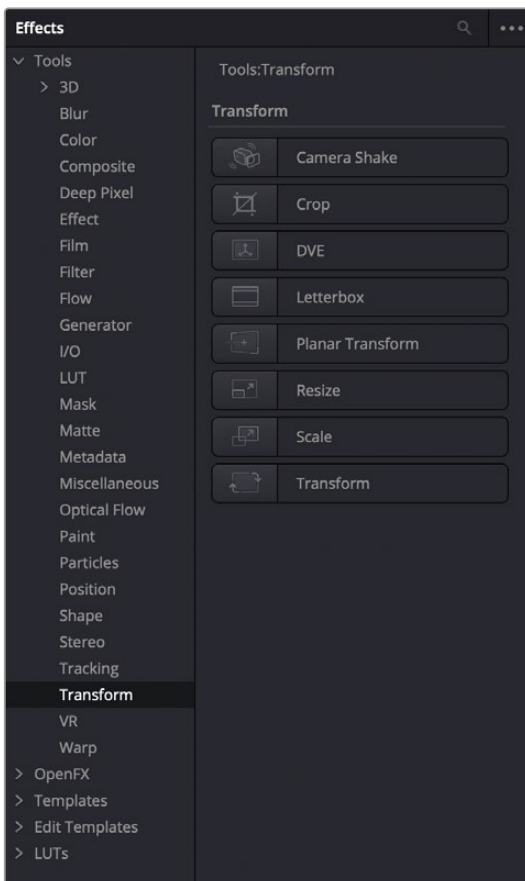 Effects
Tools
3D
Blur
Color
Composite
Deep Pixel
Effect
Film
Filter
Flow
Generator
I/O
LUT
Mask
Matte
Metadata
Miscellaneous
Optical Flow
Paint
Particles
Position
Shape
Stereo
Tracking
Transform
VR
Warp
OpenFX
Templates
Edit Templates
LUTs
Tools:Transform
Transform
Camera Shake
Crop
DVE
Letterbox
Planar Transform
Resize
Scale
Transform